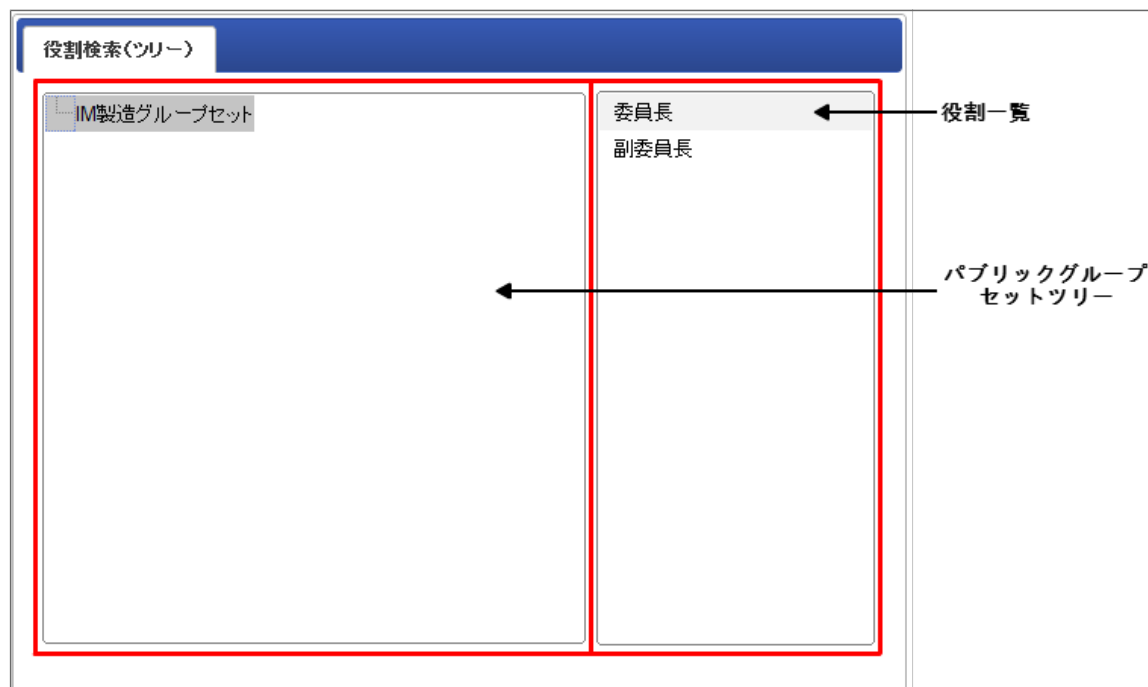 役割検索(ツリー)
IM製造グループセット
委員長
副委員長
役割一覧
パブリックグループ
セットツリー